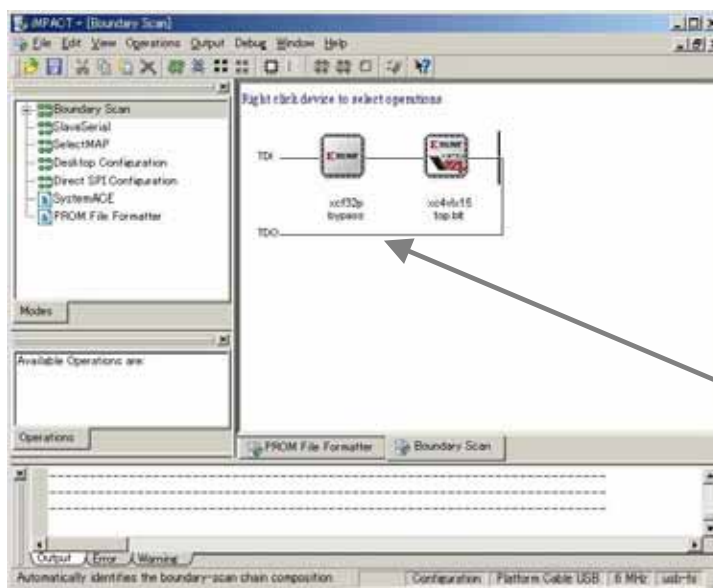 iMPACT - [Boundary Scan]
File Edit View Operations Output Debug Window Help
Boundary Scan
SlaveSerial
SelectMAP
Desktop Configuration
Direct SPI Configuration
SystemACE
PROM File Formatter
Modes
Available Operations are:
Operations
Right click device to select operations
TDI
XILINX
XILINX
xcf32p
bypass
top.bit
TDO
PROM File Formatter
Boundary Scan
Output
Error
Warning
Automatically identifies the boundary-scan chain composition
Configuration
Platform Cable USB
6 MHz
usb-fs